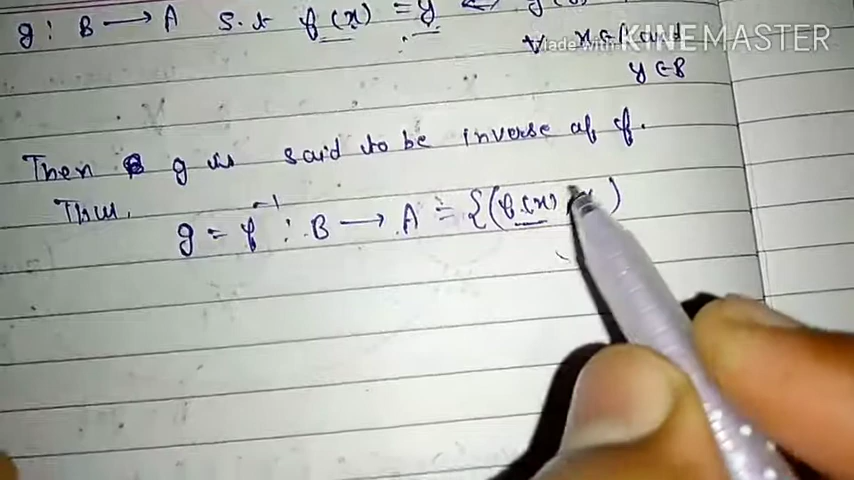 g : B → A s.t f(x) = y ⇔ g(
∀ x ∈ A and
Made with KINEMASTER
y ∈ B
Then g is said to be inverse of f.
Thus,
g = f⁻¹ : B → A = {(f(x), x)